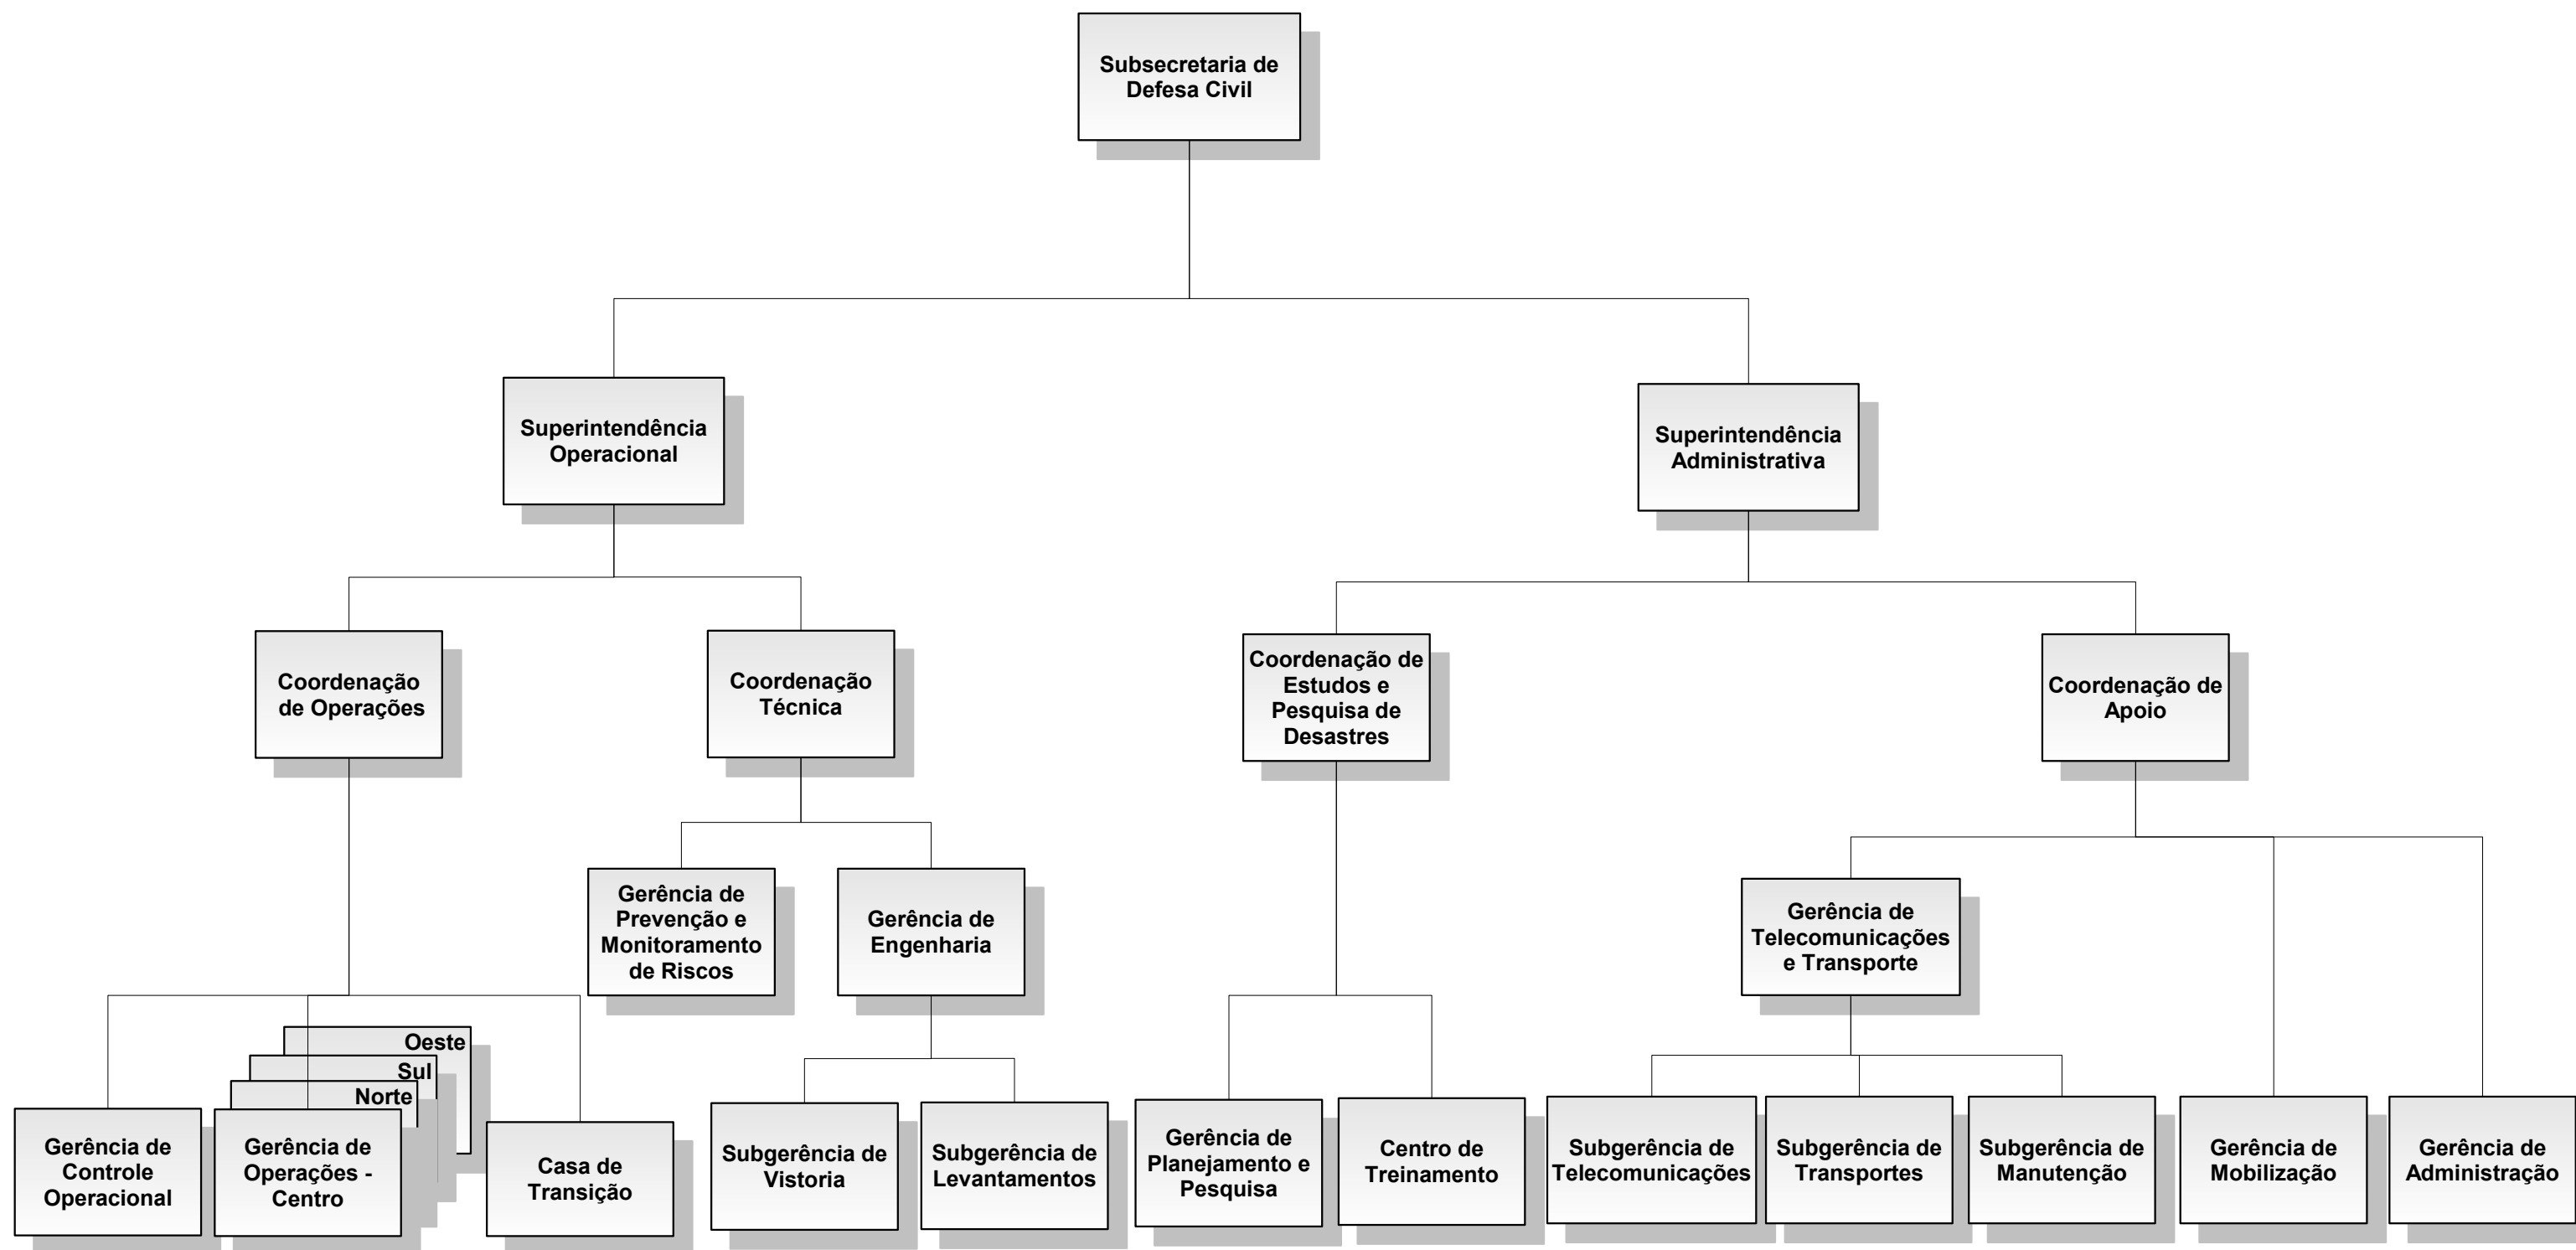 Subsecretaria de
Defesa Civil
Superintendência
Operacional
Superintendência
Administrativa
Coordenação
de Operações
Coordenação
Técnica
Coordenação de
Estudos e
Pesquisa de
Desastres
Coordenação de
Apoio
Gerência de
Prevenção e
Monitoramento
de Riscos
Gerência de
Engenharia
Gerência de
Telecomunicações
e Transporte
Oeste
Sul
Norte
Gerência de
Controle
Operacional
Gerência de
Operações -
Centro
Casa de
Transição
Subgerência de
Vistoria
Subgerência de
Levantamentos
Gerência de
Planejamento e
Pesquisa
Centro de
Treinamento
Subgerência de
Telecomunicações
Subgerência de
Transportes
Subgerência de
Manutenção
Gerência de
Mobilização
Gerência de
Administração